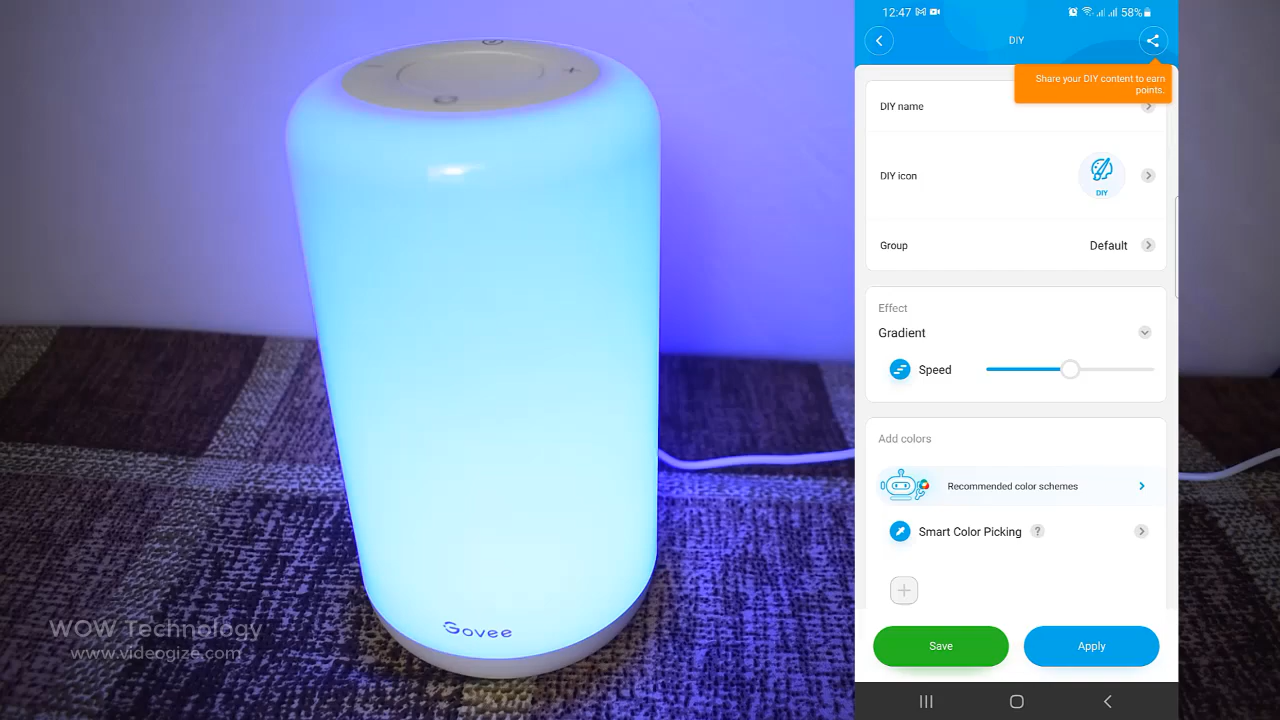 Govee
WOW Technology
www.videogize.com
12:47
58%
DIY
Share your DIY content to earn
points.
DIY name
DIY icon
DIY
Group
Default
Effect
Gradient
Speed
Add colors
Recommended color schemes
Smart Color Picking ?
Save
Apply